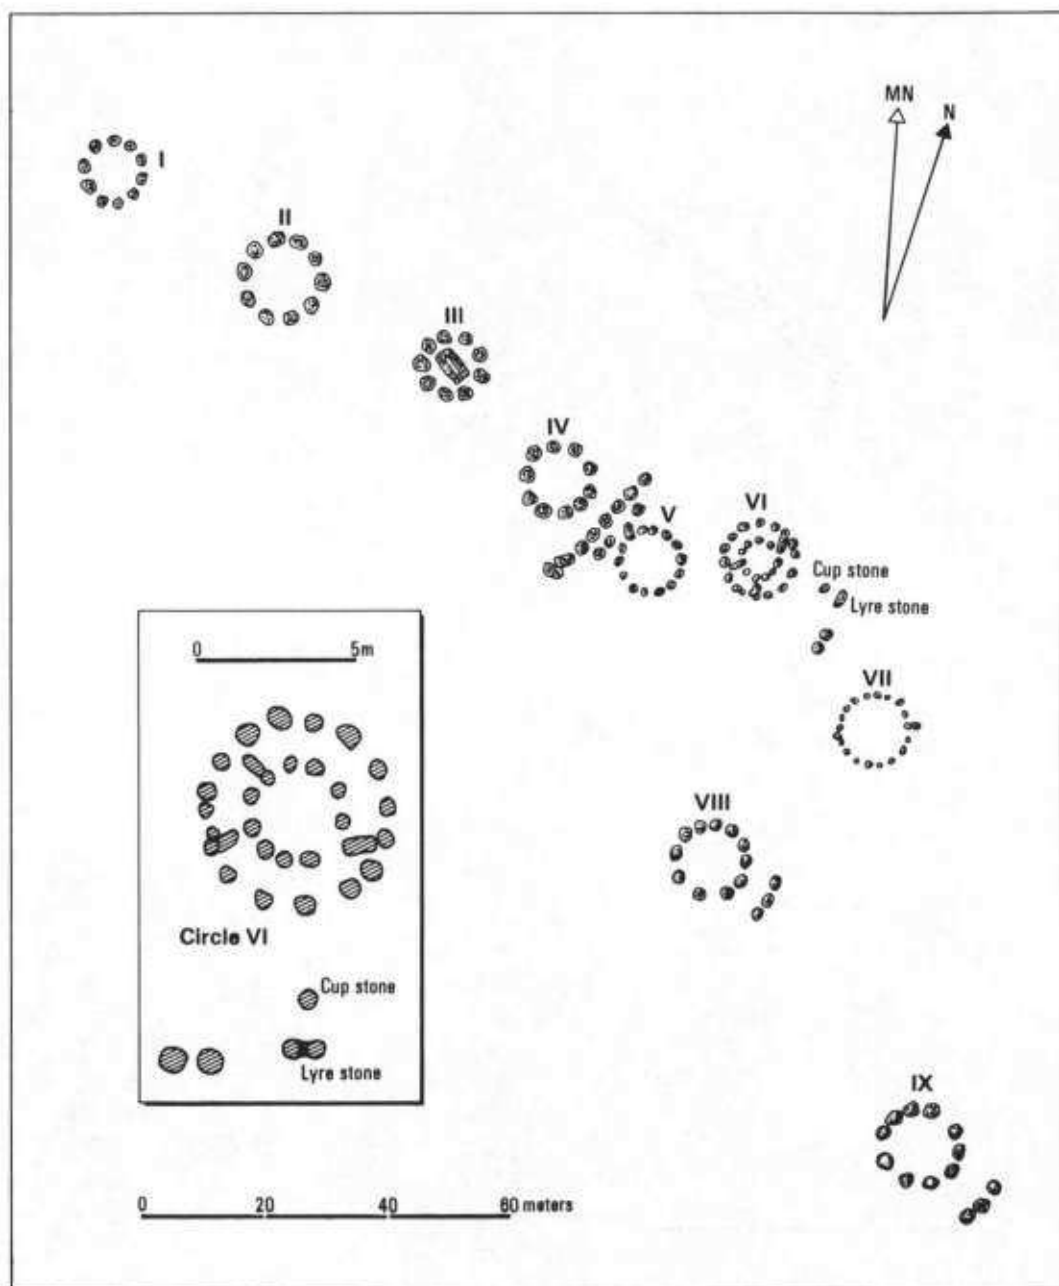 MN
N
I
II
III
IV
V
VI
Cup stone
Lyre stone
0 5m
VII
VIII
Circle VI
Cup stone
Lyre stone
IX
0 20 40 60 meters